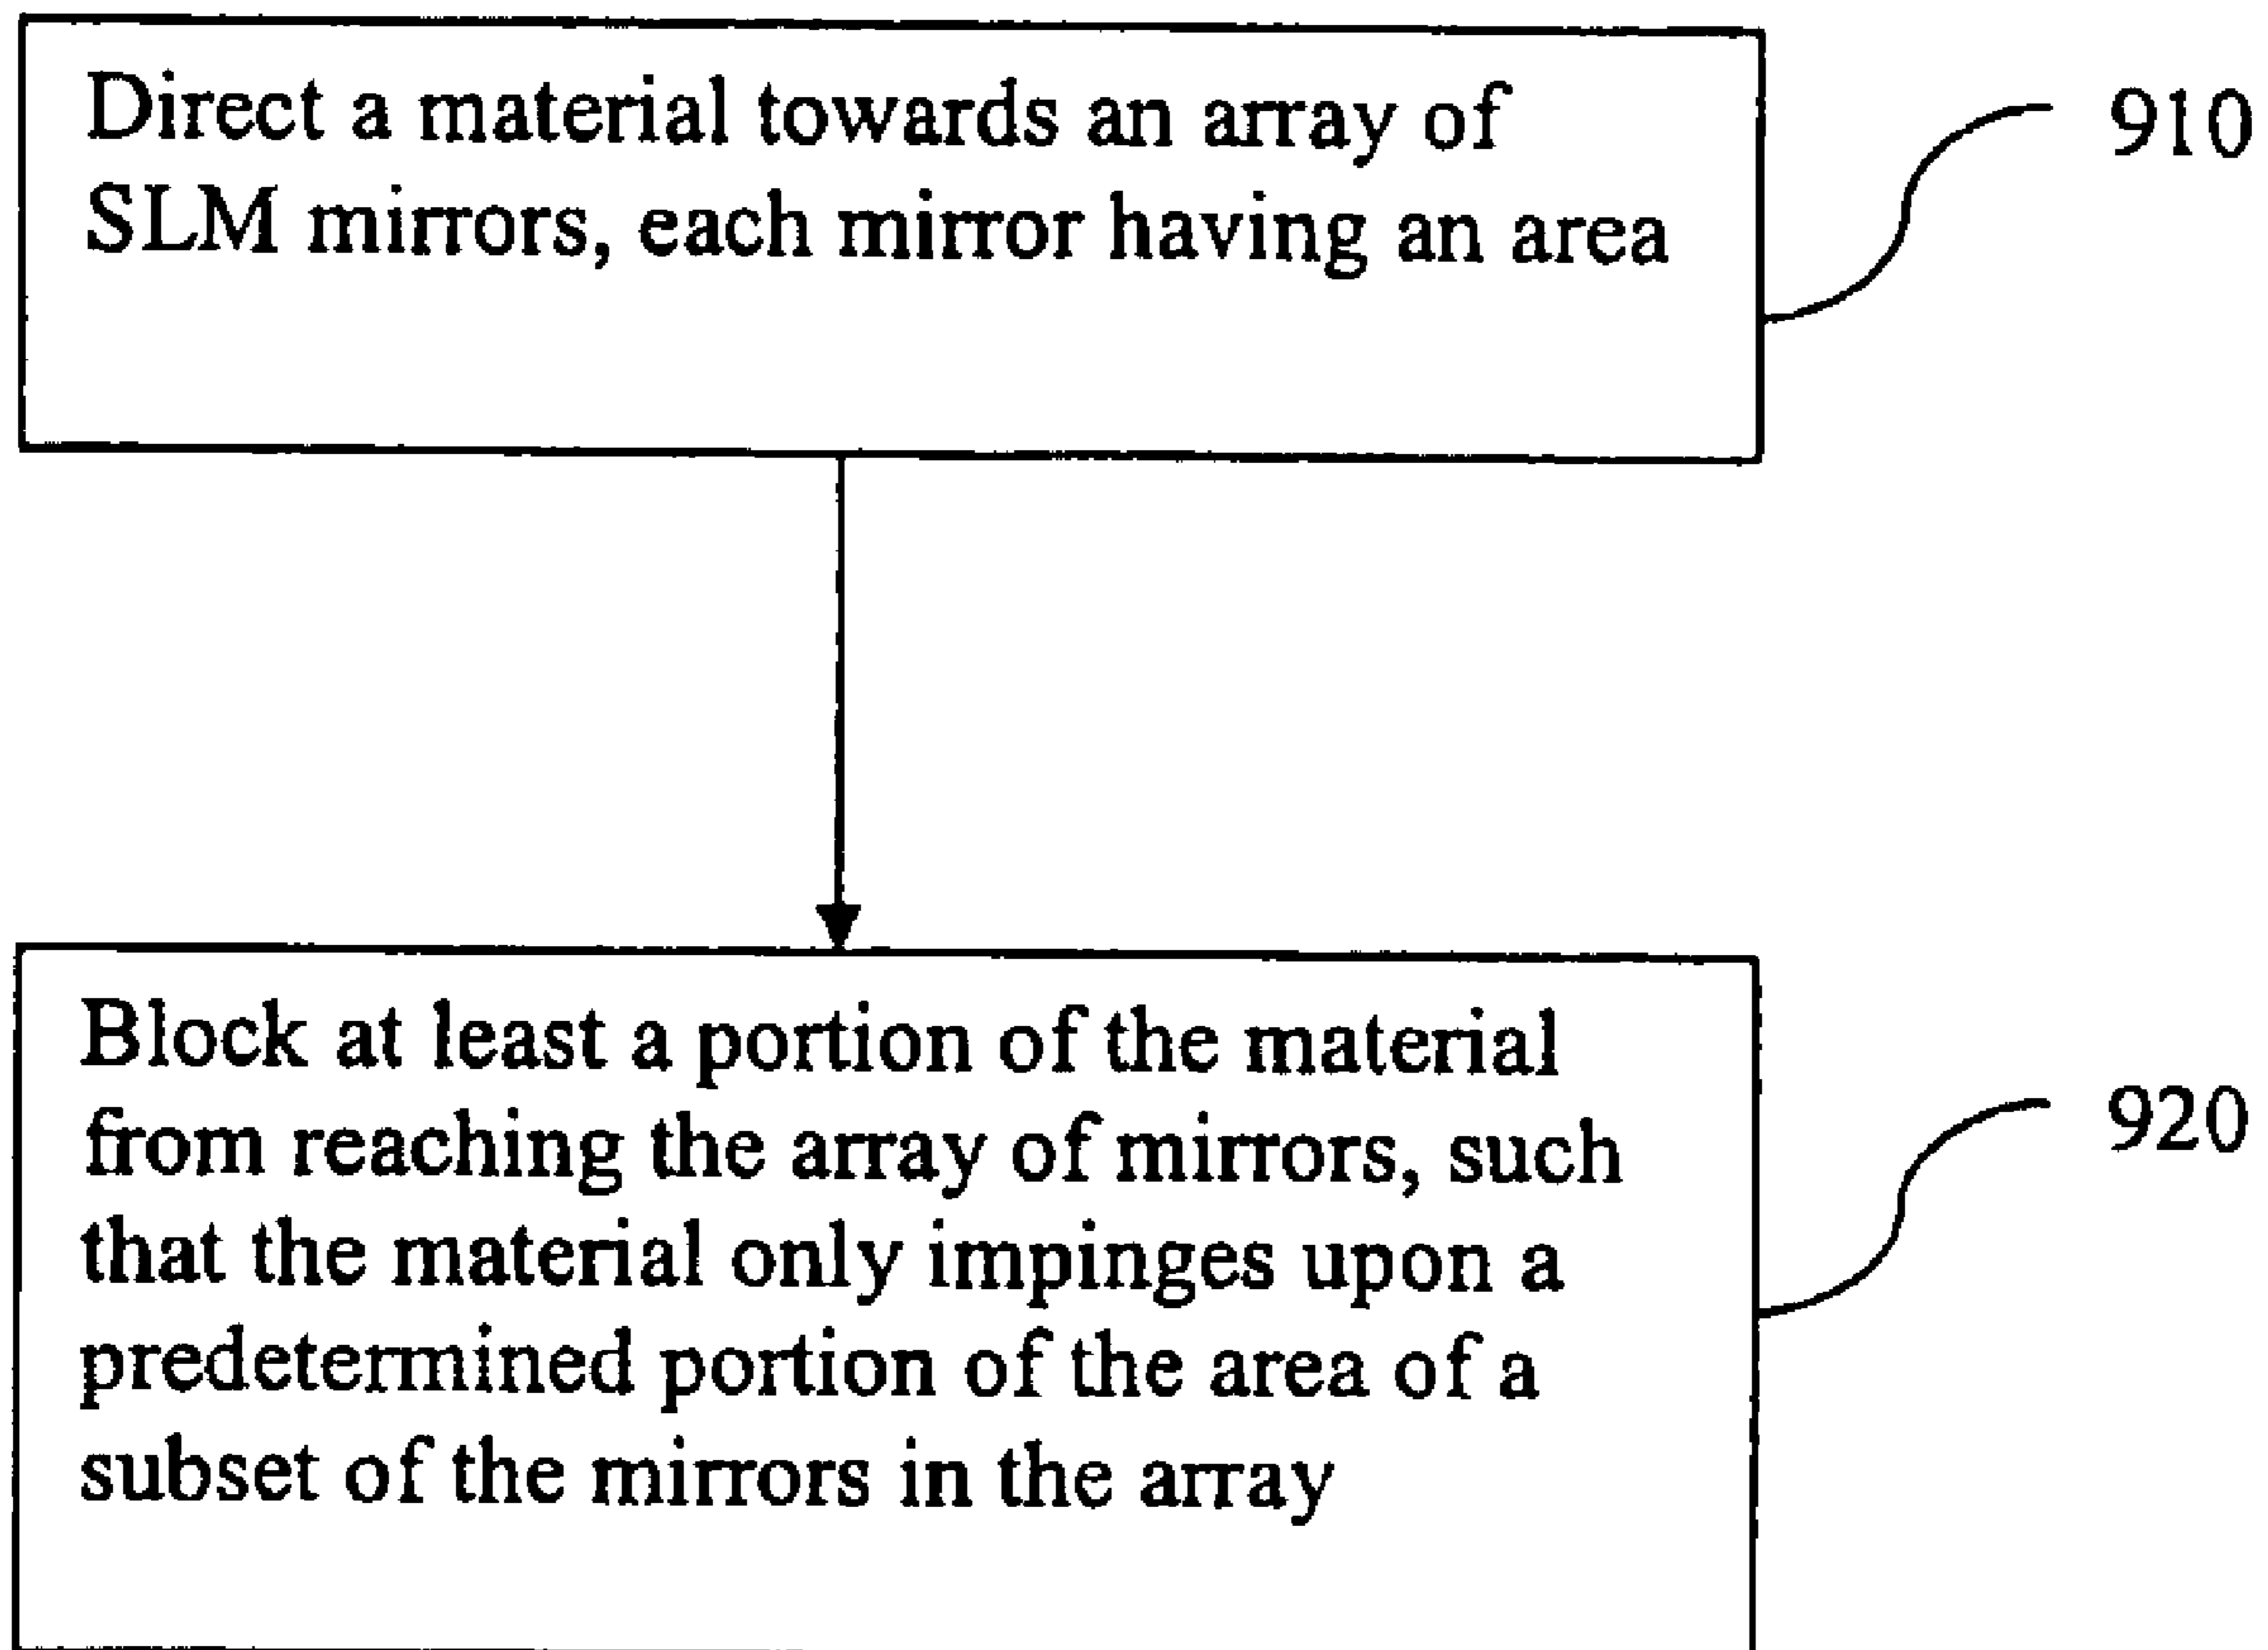 Direct a material towards an array of
SLM mirrors, each mirror having an area
910
Block at least a portion of the material
from reaching the array of mirrors, such
that the material only impinges upon a
predetermined portion of the area of a
subset of the mirrors in the array
920